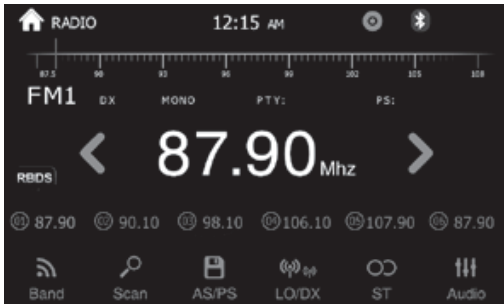 RADIO 12:15 AM
87.5 90 93 96 99 102 105 108
FM1 DX MONO PTY: PS:
87.90 Mhz
RBDS
01 87.90 02 90.10 03 98.10 04 106.10 05 107.90 06 87.90
Band Scan AS/PS LO/DX ST Audio